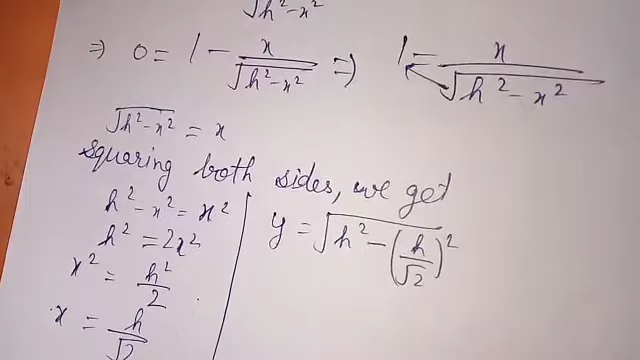 √(h²-x²)
⇒ 0 = 1 - x/√(h²-x²) ⇒ 1 = x/√(h²-x²)
√(h²-x²) = x
squaring both sides, we get
h²-x² = x²
h² = 2x²
x² = h²/2
x = h/√2
y = √(h²-(h/√2)²)